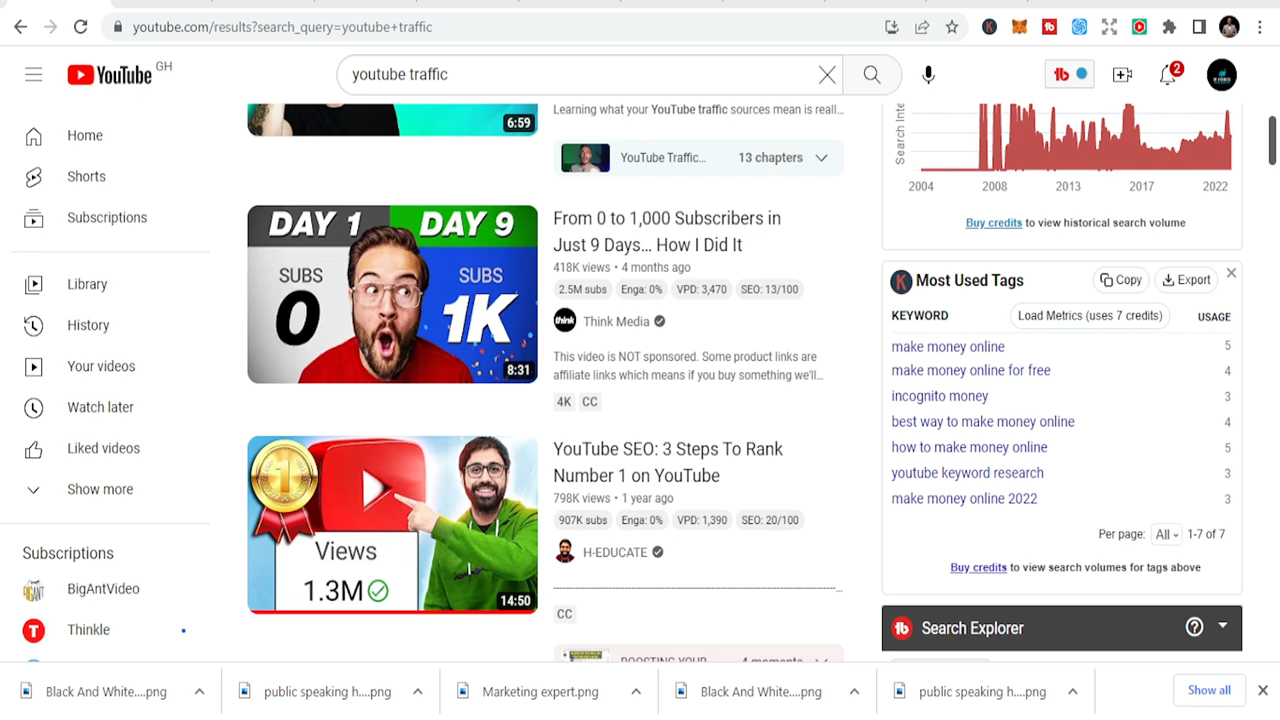 youtube.com/results?search_query=youtube+traffic
YouTube GH
youtube traffic
2
Home
Shorts
Subscriptions
Library
History
Your videos
Watch later
Liked videos
Show more
Subscriptions
BigAntVideo
Thinkle
6:59
Learning what your YouTube traffic sources mean is reall...
YouTube Traffic...
13 chapters
DAY 1
DAY 9
SUBS
0
SUBS
1K
8:31
From 0 to 1,000 Subscribers in
Just 9 Days... How I Did It
418K views • 4 months ago
2.5M subs Enga: 0% VPD: 3,470 SEO: 13/100
think Think Media
This video is NOT sponsored. Some product links are
affiliate links which means if you buy something we'll...
4K CC
1
Views
1.3M
14:50
YouTube SEO: 3 Steps To Rank
Number 1 on YouTube
798K views • 1 year ago
907K subs Enga: 0% VPD: 1,390 SEO: 20/100
H-EDUCATE
CC
BOOSTING YOUR
4 moments
Search Inte
2004 2008 2013 2017 2022
Buy credits to view historical search volume
K Most Used Tags
Copy Export
KEYWORD Load Metrics (uses 7 credits) USAGE
make money online 5
make money online for free 4
incognito money 3
best way to make money online 4
how to make money online 5
youtube keyword research 3
make money online 2022 3
Per page: All 1-7 of 7
Buy credits to view search volumes for tags above
Search Explorer
Black And White....png
public speaking h....png
Marketing expert.png
Black And White....png
public speaking h....png
Show all